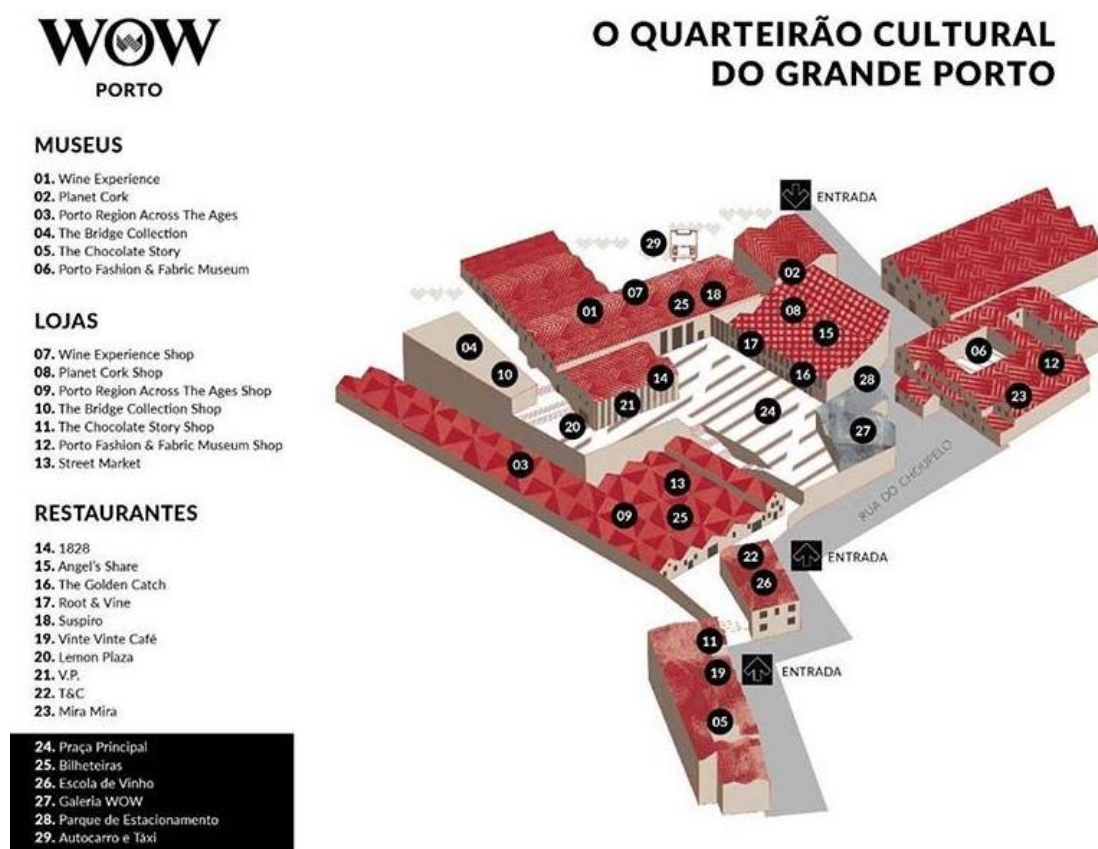 WOW
PORTO
O QUARTEIRÃO CULTURAL
DO GRANDE PORTO
MUSEUS
01. Wine Experience
02. Planet Cork
03. Porto Region Across The Ages
04. The Bridge Collection
05. The Chocolate Story
06. Porto Fashion & Fabric Museum
LOJAS
07. Wine Experience Shop
08. Planet Cork Shop
09. Porto Region Across The Ages Shop
10. The Bridge Collection Shop
11. The Chocolate Story Shop
12. Porto Fashion & Fabric Museum Shop
13. Street Market
RESTAURANTES
14. 1828
15. Angel's Share
16. The Golden Catch
17. Root & Vine
18. Suspiro
19. Vinte Vinte Café
20. Lemon Plaza
21. V.P.
22. T&C
23. Mira Mira
24. Praça Principal
25. Bilheteiras
26. Escola de Vinho
27. Galeria WOW
28. Parque de Estacionamento
29. Autocarro e Táxi
ENTRADA
29
02
07
25
18
01
08
15
17
04
10
14
16
28
06
12
23
21
24
20
27
03
13
09
25
RUA DO CHOUPELO
22
26
ENTRADA
11
19
ENTRADA
05